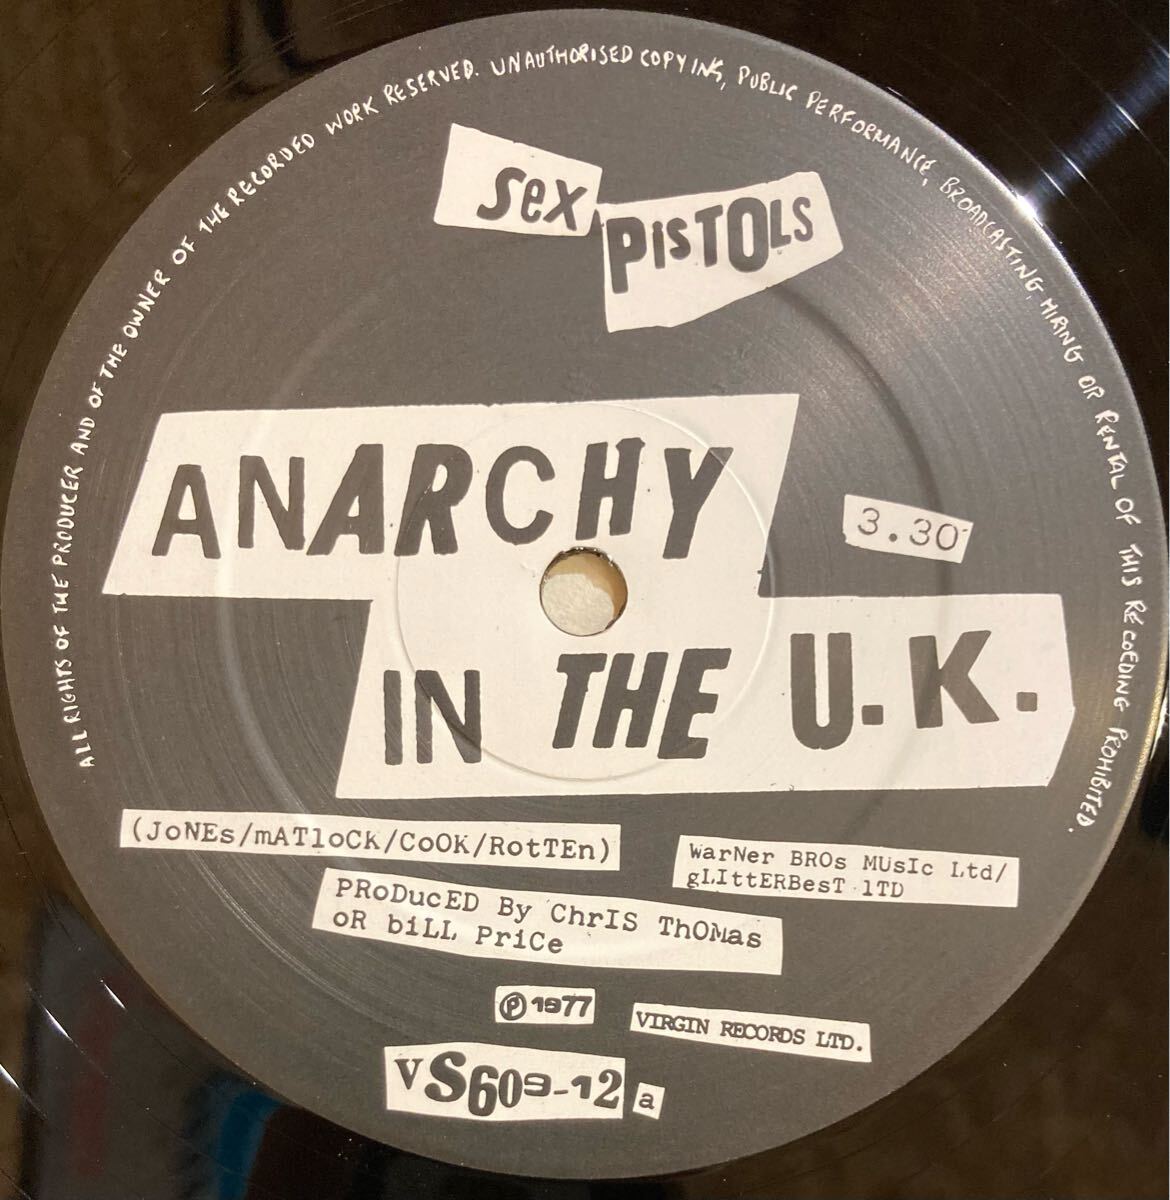 ALL RIGHTS OF THE PRODUCER AND OF THE OWNER OF THE RECORDED WORK RESERVED. UNAUTHORISED COPYING, PUBLIC PERFORMANCE, BROADCASTING, HIRING OR RENTAL OF THIS RECOEDING PROHIBITED.
Sex
PiSTOLS
ANARCHY
3.30
IN THE U.K.
(JoNEs/mATloCk/CoOK/RotTEn)
WarNer BROs MUsIc Ltd/
gLIttERBesT lTD
PRoDucED By ChrIS ThOMas
oR biLL PriCe
℗ 1977
VIRGIN RECORDS LTD.
VS609-12 a